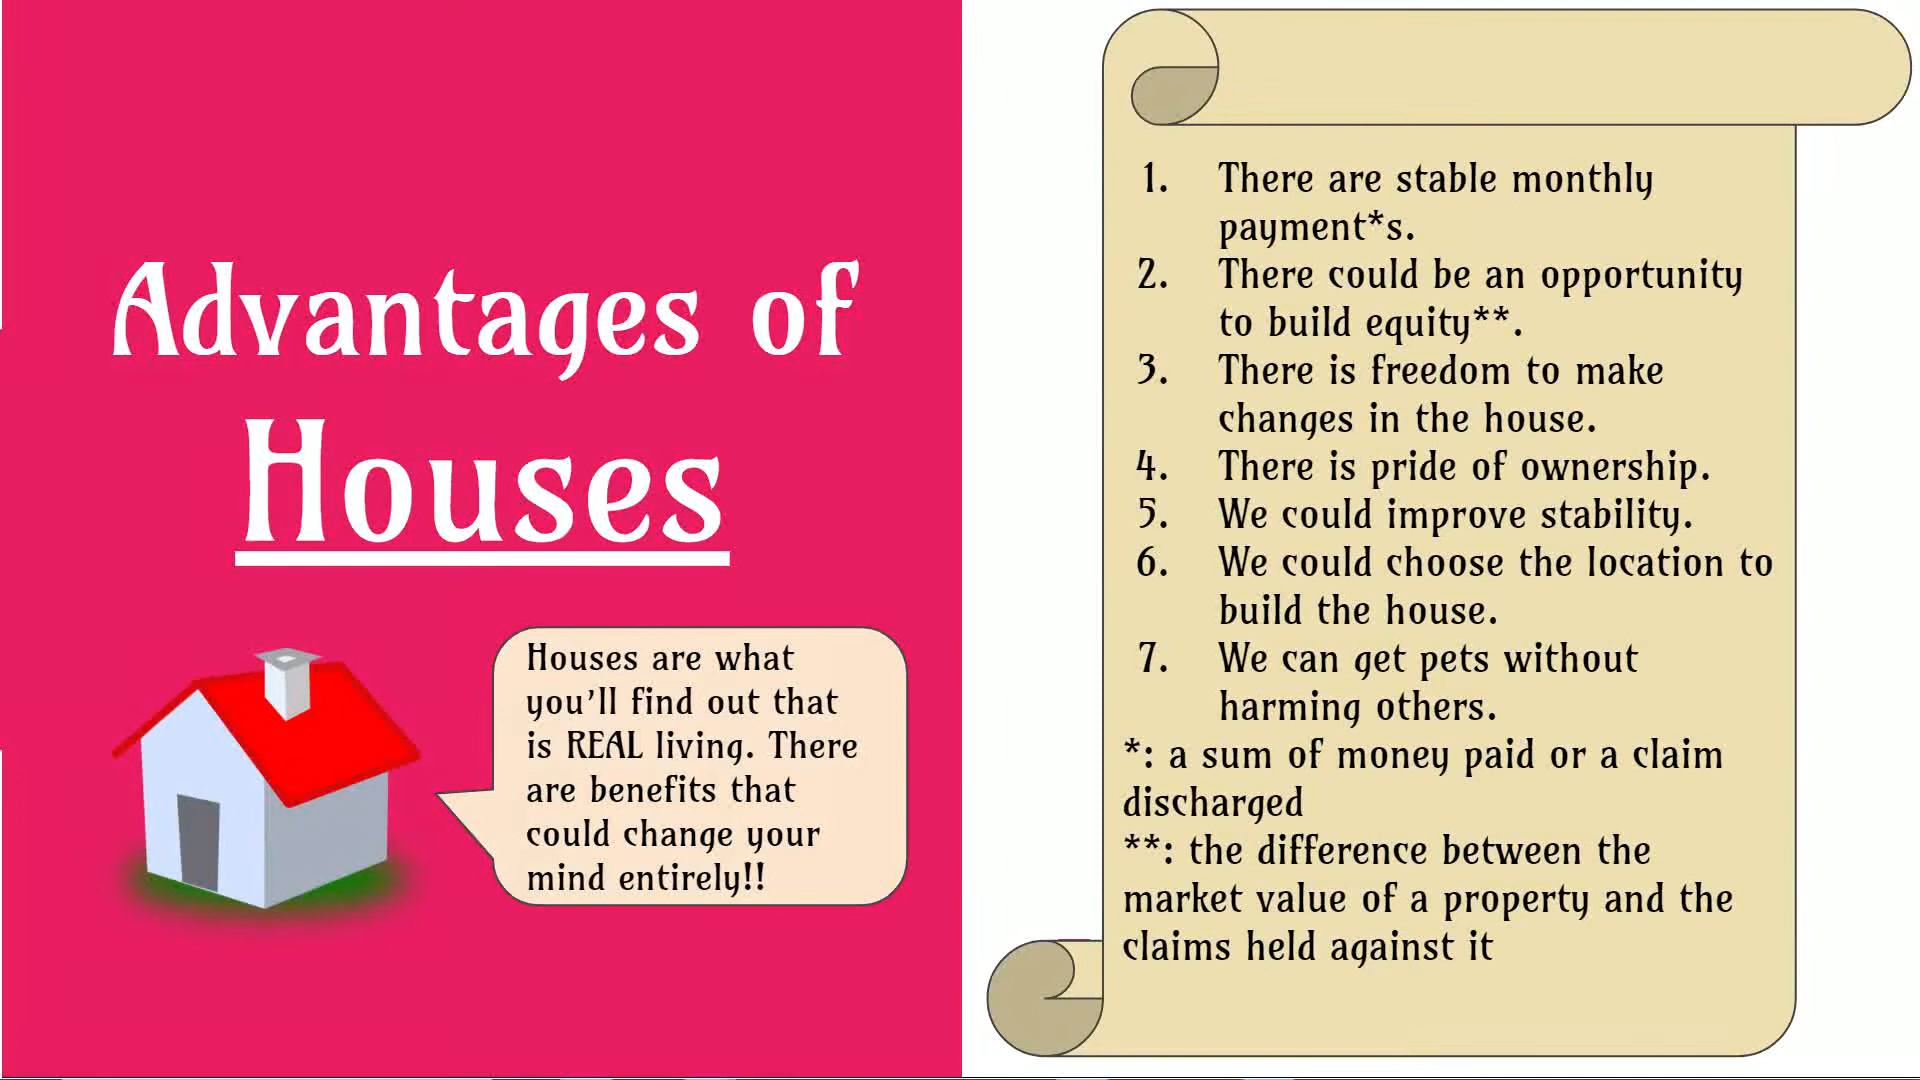 Advantages of
Houses
Houses are what
you'll find out that
is REAL living. There
are benefits that
could change your
mind entirely!!
1. There are stable monthly
payment*s.
2. There could be an opportunity
to build equity**.
3. There is freedom to make
changes in the house.
4. There is pride of ownership.
5. We could improve stability.
6. We could choose the location to
build the house.
7. We can get pets without
harming others.
*: a sum of money paid or a claim
discharged
**: the difference between the
market value of a property and the
claims held against it